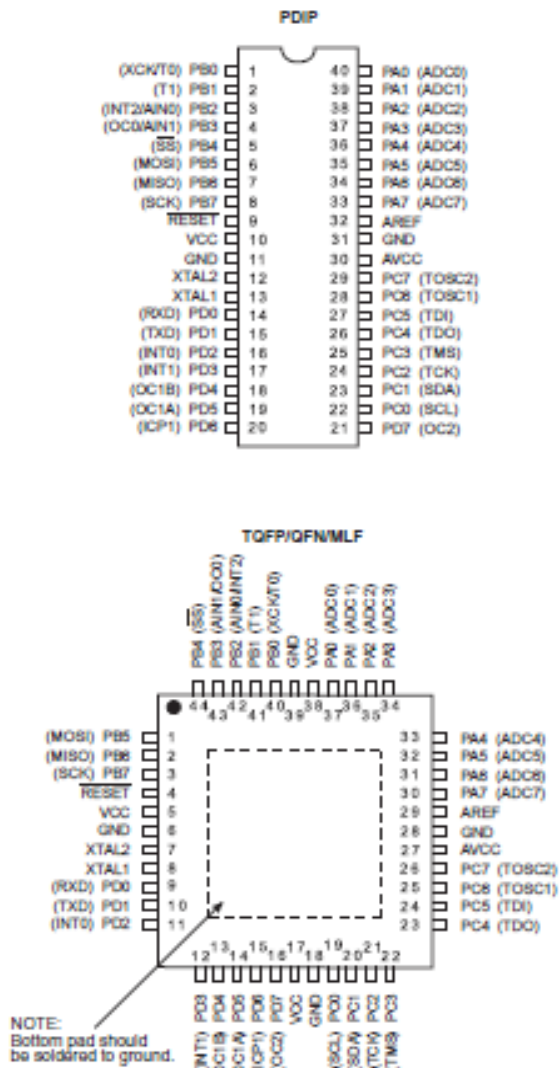 PDIP
(XCK/T0) PB0 1 40 PA0 (ADC0)
(T1) PB1 2 39 PA1 (ADC1)
(INT2/AIN0) PB2 3 38 PA2 (ADC2)
(OC0/AIN1) PB3 4 37 PA3 (ADC3)
(SS) PB4 5 36 PA4 (ADC4)
(MOSI) PB5 6 35 PA5 (ADC5)
(MISO) PB6 7 34 PA6 (ADC6)
(SCK) PB7 8 33 PA7 (ADC7)
RESET 9 32 AREF
VCC 10 31 GND
GND 11 30 AVCC
XTAL2 12 29 PC7 (TOSC2)
XTAL1 13 28 PC6 (TOSC1)
(RXD) PD0 14 27 PC5 (TDI)
(TXD) PD1 15 26 PC4 (TDO)
(INT0) PD2 16 25 PC3 (TMS)
(INT1) PD3 17 24 PC2 (TCK)
(OC1B) PD4 18 23 PC1 (SDA)
(OC1A) PD5 19 22 PC0 (SCL)
(ICP1) PD6 20 21 PD7 (OC2)
TQFP/QFN/MLF
PB4 (SS)
PB3 (AIN1/OC0)
PB2 (AIN0/INT2)
PB1 (T1)
PB0 (XCK/T0)
GND
VCC
PA0 (ADC0)
PA1 (ADC1)
PA2 (ADC2)
PA3 (ADC3)
44 43 42 41 40 39 38 37 36 35 34
(MOSI) PB5 1 33 PA4 (ADC4)
(MISO) PB6 2 32 PA5 (ADC5)
(SCK) PB7 3 31 PA6 (ADC6)
RESET 4 30 PA7 (ADC7)
VCC 5 29 AREF
GND 6 28 GND
XTAL2 7 27 AVCC
XTAL1 8 26 PC7 (TOSC2)
(RXD) PD0 9 25 PC6 (TOSC1)
(TXD) PD1 10 24 PC5 (TDI)
(INT0) PD2 11 23 PC4 (TDO)
12 13 14 15 16 17 18 19 20 21 22
(INT1) PD3
OC1B) PD4
OC1A) PD5
ICP1) PD6
(OC2) PD7
VCC
GND
(SCL) PC0
(SDA) PC1
(TCK) PC2
(TMS) PC3
NOTE:
Bottom pad should
be soldered to ground.